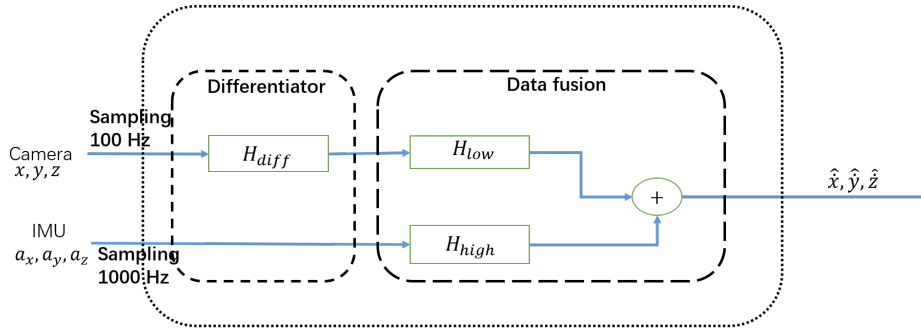 Differentiator
Data fusion
Sampling
100 Hz
Camera
x, y, z
H_diff
H_low
+
x̂, ŷ, ẑ
IMU
a_x, a_y, a_z
Sampling
1000 Hz
H_high